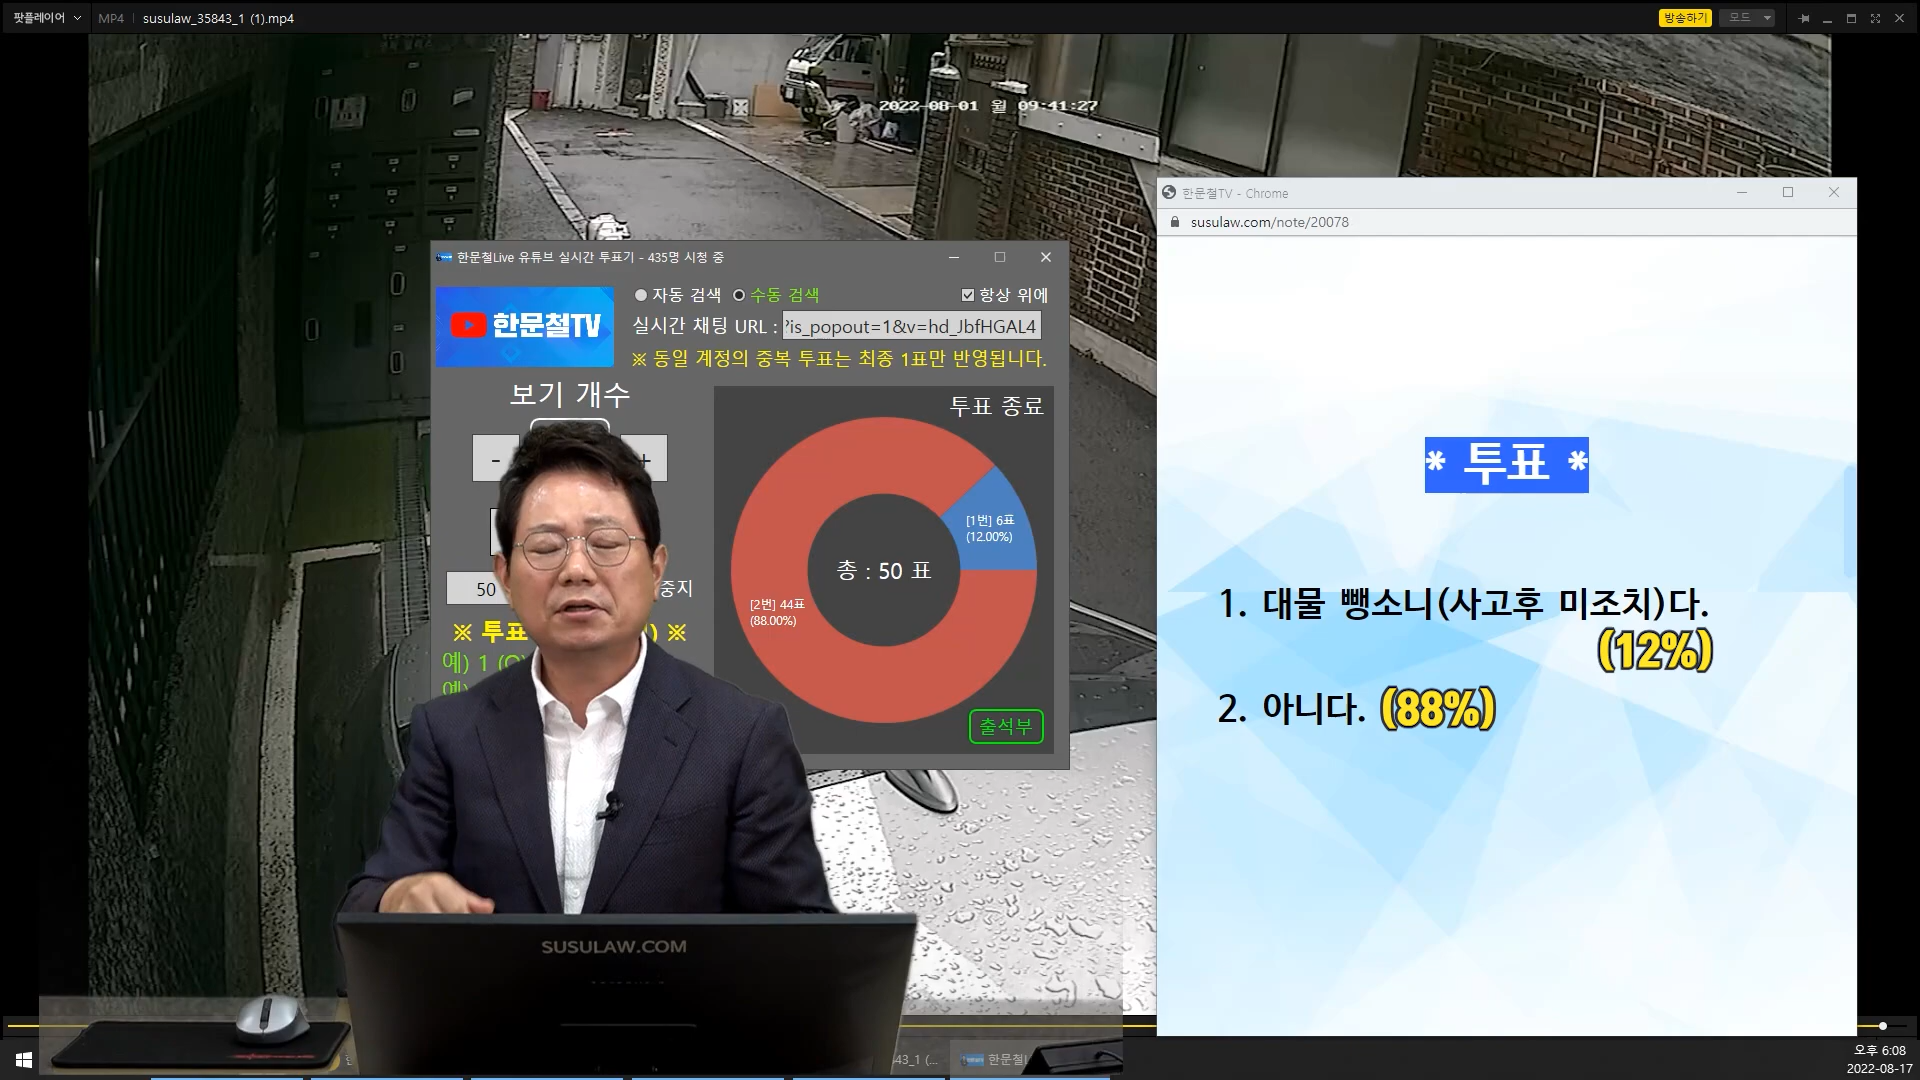 팟플레이어
MP4
susulaw_35843_1 (1).mp4
방송하기
모드
2022-08-01 월 09:41:27
한문철Live 유튜브 실시간 투표기 - 435명 시청 중
한문철TV
자동 검색
수동 검색
항상 위에
실시간 채팅 URL :
?is_popout=1&v=hd_JbfHGAL4
※ 동일 계정의 중복 투표는 최종 1표만 반영됩니다.
보기 개수
-
+
50
중지
※ 투표
) ※
예) 1 (O)
예)
투표 종료
[1번] 6표
(12.00%)
총 : 50 표
[2번] 44표
(88.00%)
출석부
한문철TV - Chrome
susulaw.com/note/20078
* 투표 *
1. 대물 뺑소니(사고후 미조치)다.
(12%)
2. 아니다. (88%)
SUSULAW.COM
43_1 (...
한문철L
오후 6:08
2022-08-17